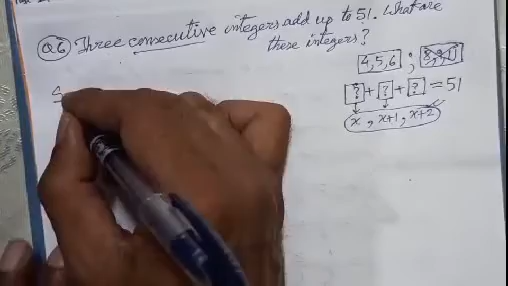 Q6 Three consecutive integers add up to 51. What are
these integers?
4,5,6 ;
? + ? + ? = 51
x, x+1, x+2